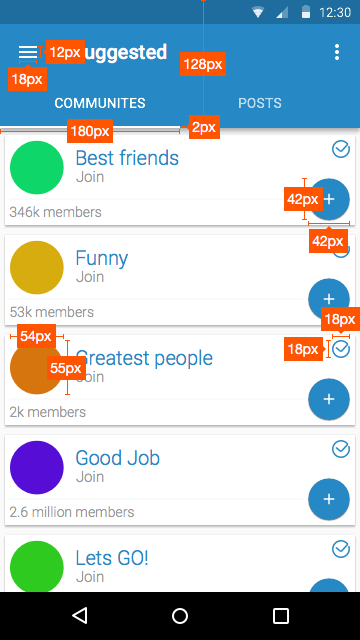 12:30
12px
uggested
18px
128px
COMMUNITES
POSTS
180px
2px
Best friends
Join
42px
+
346k members
42px
Funny
Join
+
53k members
18px
54px
18px
Greatest people
55px
Join
+
2k members
Good Job
Join
+
2.6 million members
Lets GO!
Join